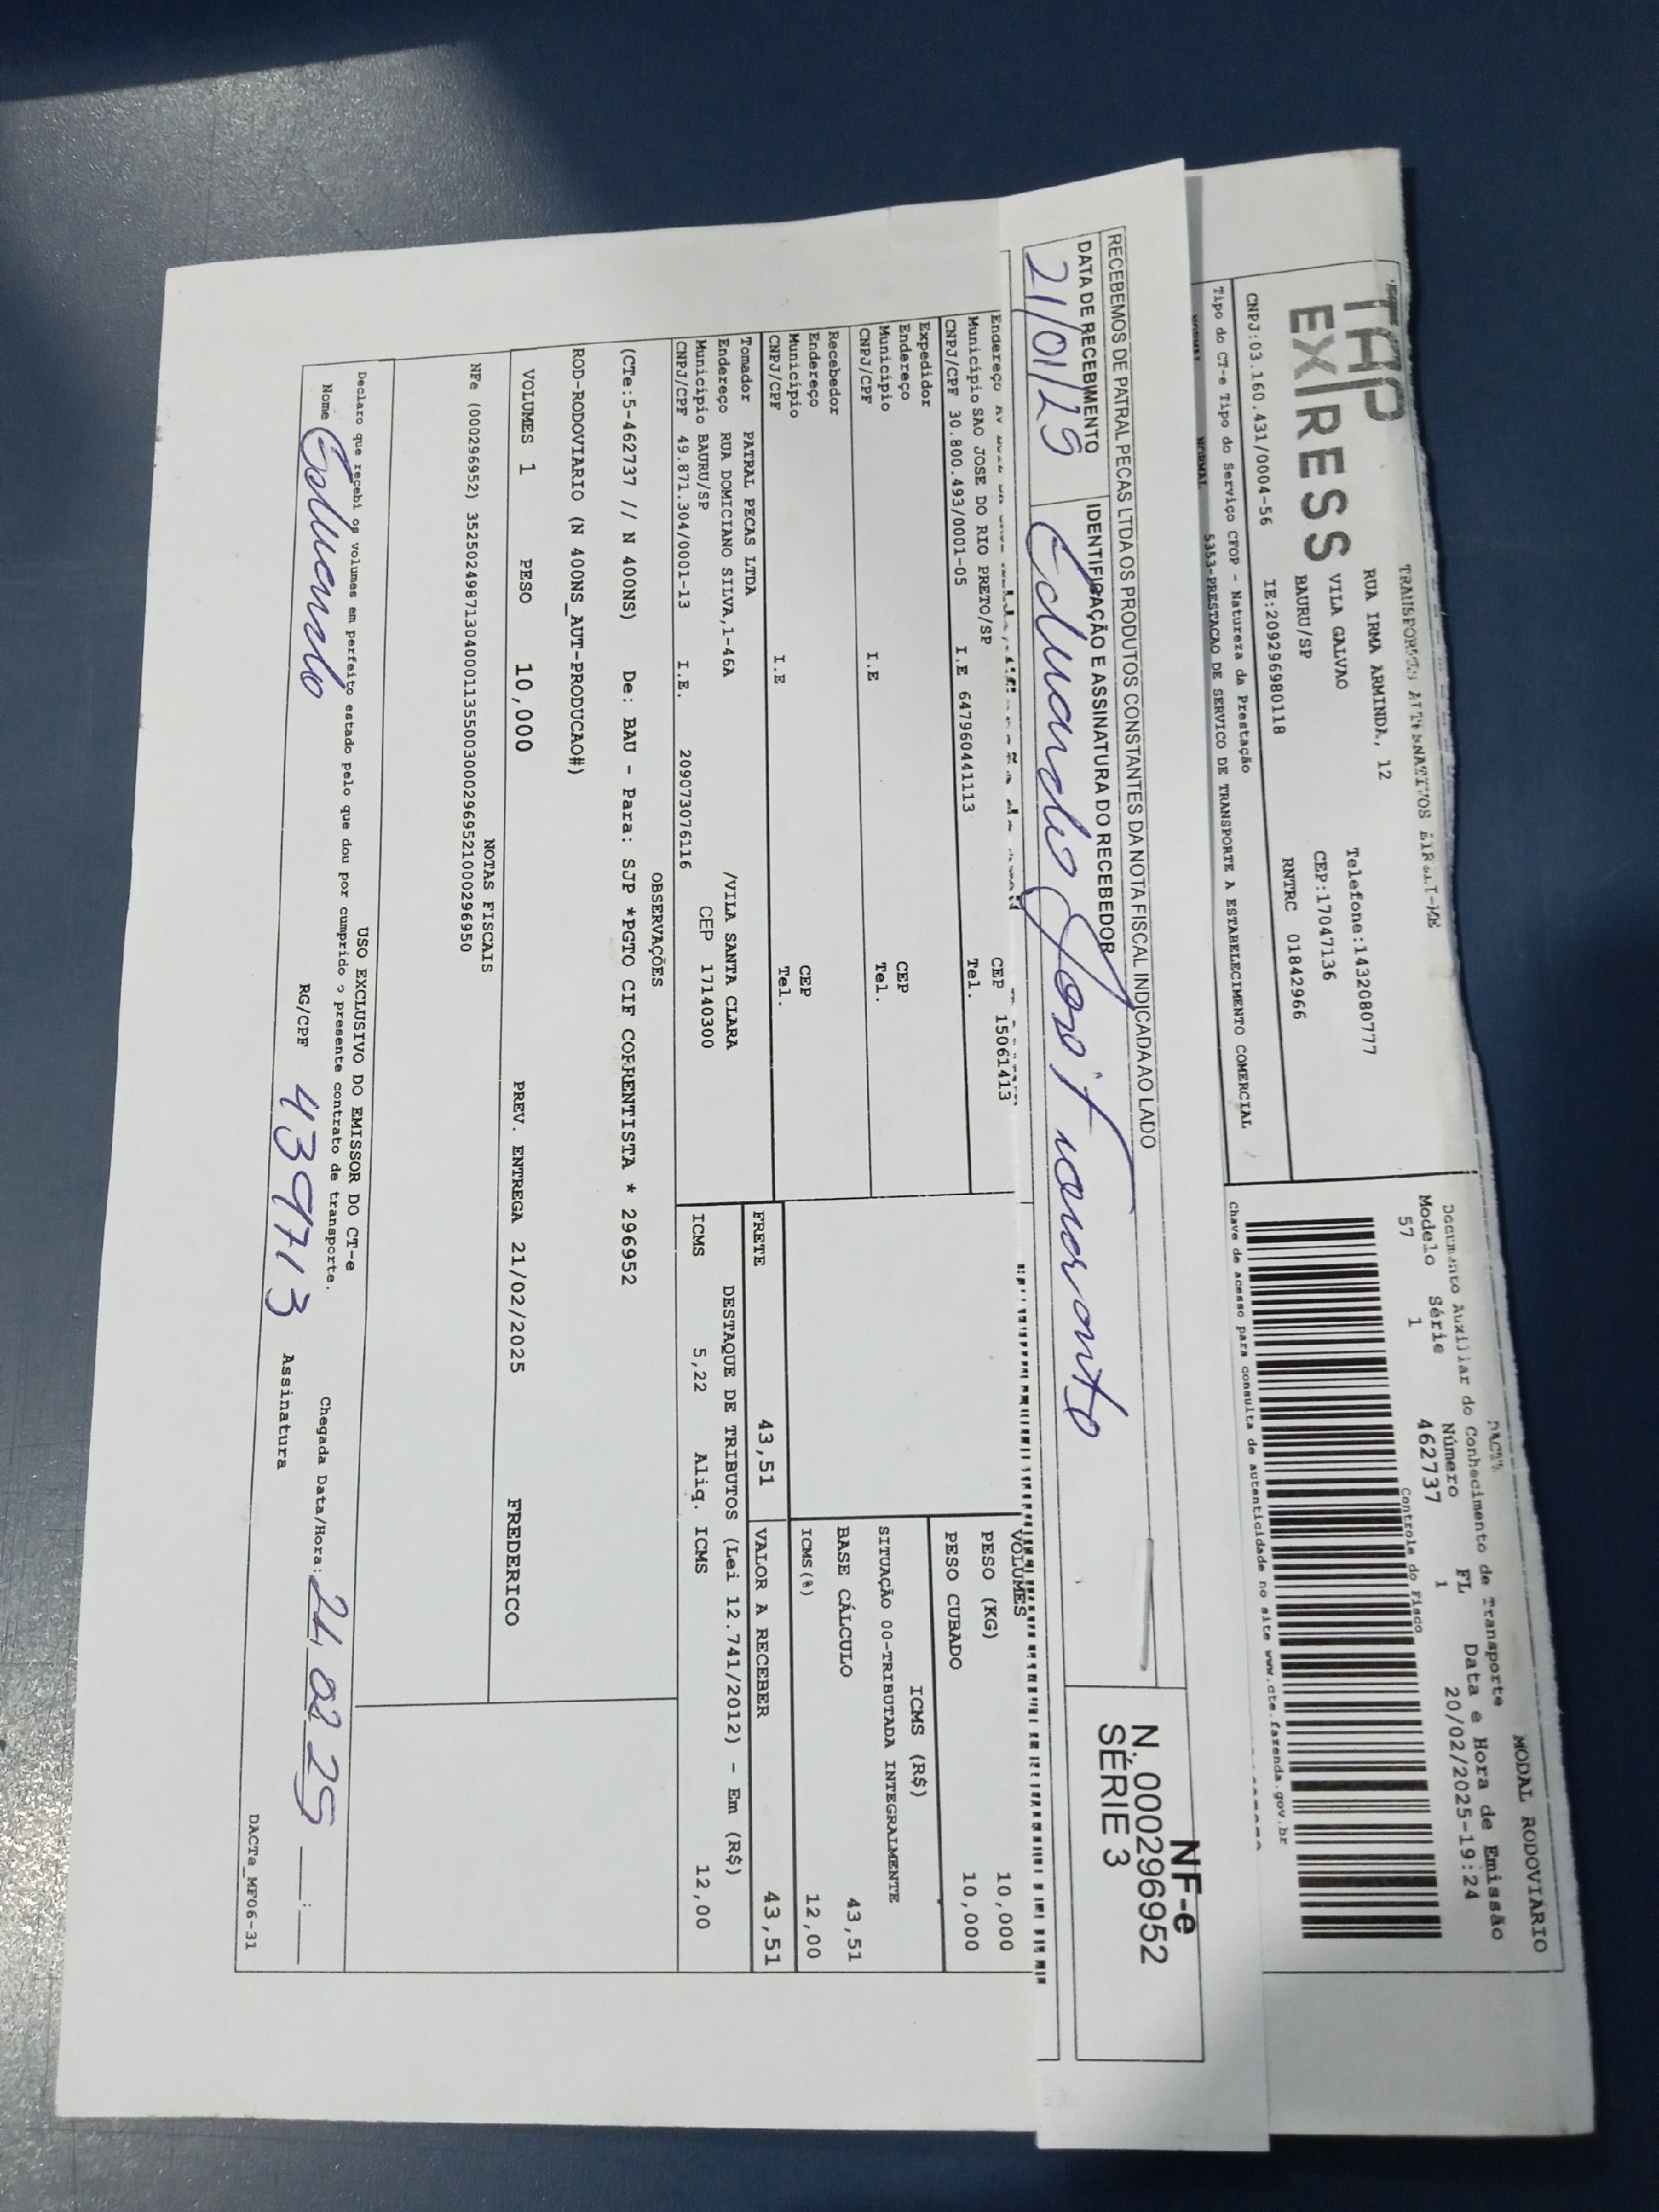 TAP
EXPRESS
TRANSPORTES ALTERNATIVOS
RUA IRMA ARMINDA, 12
VILA GALVAO
BAURU/SP
Telefone:1432080777
CEP:17047136
CNPJ:03.160.431/0004-56 IE:209296980118 RNTRC 01842966
Tipo do CT-e Tipo do Serviço CFOP - Natureza da Prestação
NORMAL NORMAL 5353-PRESTACAO DE SERVICO DE TRANSPORTE A ESTABELECIMENTO COMERCIAL
DACTE MODAL RODOVIÁRIO
Documento Auxiliar do Conhecimento de Transporte
Modelo Série Número FL Data e Hora de Emissão
57 1 462737 1 20/02/2025-19:24
Controle do Fisco
Chave de acesso para consulta de autenticidade no site www.cte.fazenda.gov.br
RECEBEMOS DE PATRAL PECAS LTDA OS PRODUTOS CONSTANTES DA NOTA FISCAL INDICADA AO LADO
DATA DE RECEBIMENTO IDENTIFICAÇÃO E ASSINATURA DO RECEBEDOR
21/01/25 Eduardo José
NF-e
N. 000296952
SÉRIE 3
Endereço CEP 15061413
Município SAO JOSE DO RIO PRETO/SP Tel.
CNPJ/CPF 30.800.493/0001-05 I.E 647960441113
Expedidor
Endereço CEP
Município Tel.
CNPJ/CPF I.E
Recebedor
Endereço CEP
Município Tel.
CNPJ/CPF I.E
VOLUMES
PESO (KG) 10,000
PESO CUBADO 10,000
ICMS (R$)
SITUAÇÃO 00-TRIBUTADA INTEGRALMENTE
BASE CÁLCULO 43,51
ICMS(%) 12,00
Tomador PATRAL PECAS LTDA
Endereço RUA DOMICIANO SILVA,1-46A /VILA SANTA CLARA
Município BAURU/SP CEP 17140300
CNPJ/CPF 49.871.304/0001-13 I.E. 209073076116
FRETE 43,51 VALOR A RECEBER 43,51
DESTAQUE DE TRIBUTOS (Lei 12.741/2012) - Em (R$)
ICMS 5,22 Aliq. ICMS 12,00
OBSERVAÇÕES
(CTe:5-462737 // N 400NS) De: BAU - Para: SJP *PGTO CIF CORRENTISTA * 296952
ROD-RODOVIARIO (N 400NS_AUT-PRODUCAO#)
VOLUMES 1 PESO 10,000 PREV. ENTREGA 21/02/2025 FREDERICO
NOTAS FISCAIS
NFe (000296952) 35250249871304000113550030002969521000296950
USO EXCLUSIVO DO EMISSOR DO CT-e
Declaro que recebi os volumes em perfeito estado pelo que dou por cumprido o presente contrato de transporte.
Nome Eduardo RG/CPF 439713 Assinatura Chegada Data/Hora: 21 02 25 __:__
DACTa_MF06-31